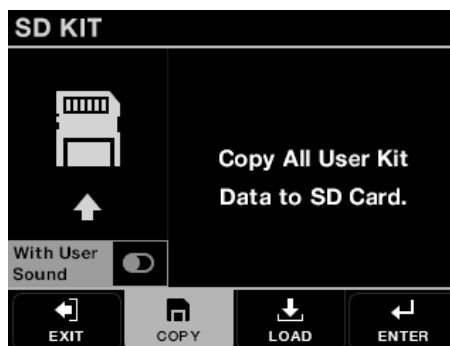 SD KIT
Copy All User Kit
Data to SD Card.
With User
Sound
EXIT
COPY
LOAD
ENTER